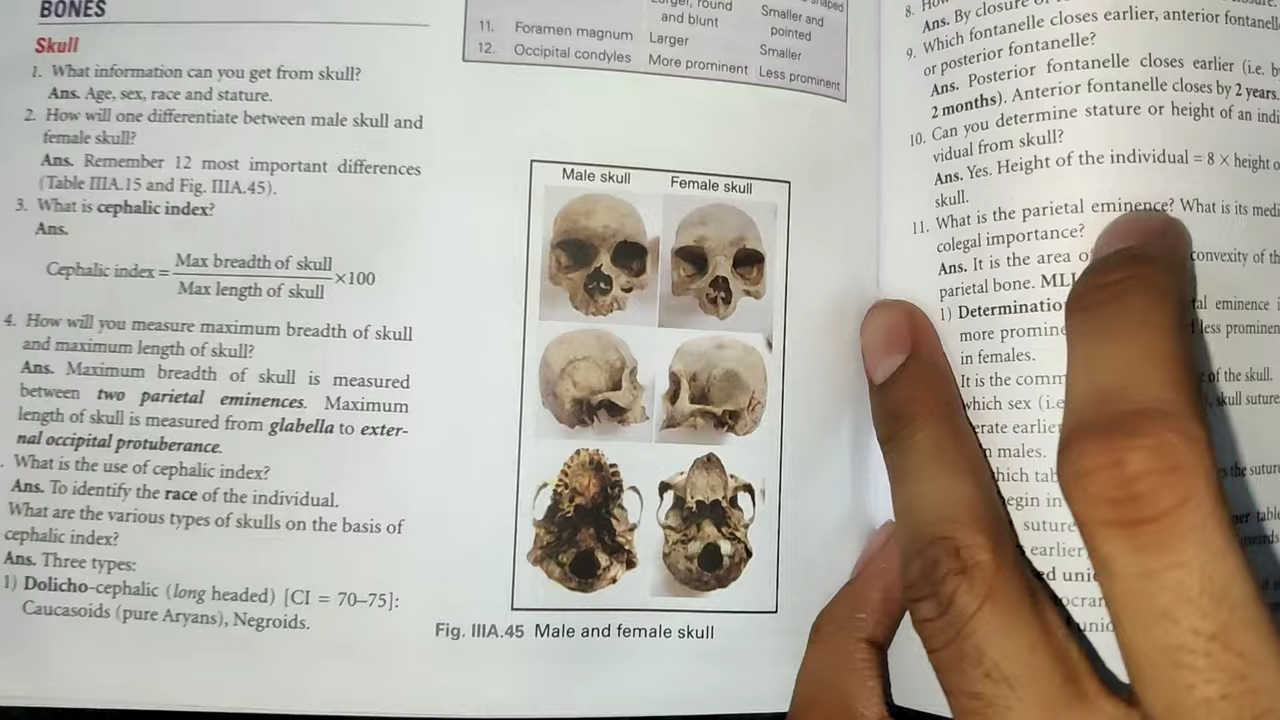 BONES
Skull
1. What information can you get from skull?
Ans. Age, sex, race and stature.
2. How will one differentiate between male skull and
female skull?
Ans. Remember 12 most important differences
(Table IIIA.15 and Fig. IIIA.45).
3. What is cephalic index?
Ans.
Cephalic index = Max breadth of skull
Max length of skull ×100
4. How will you measure maximum breadth of skull
and maximum length of skull?
Ans. Maximum breadth of skull is measured
between two parietal eminences. Maximum
length of skull is measured from glabella to exter-
nal occipital protuberance.
. What is the use of cephalic index?
Ans. To identify the race of the individual.
What are the various types of skulls on the basis of
cephalic index?
Ans. Three types:
1) Dolicho-cephalic (long headed) [CI = 70–75]:
Caucasoids (pure Aryans), Negroids.
round Smaller and
and blunt pointed
11. Foramen magnum Larger Smaller
12. Occipital condyles More prominent Less prominent
Male skull Female skull
Fig. IIIA.45 Male and female skull
8.
Ans. By closure
9. Which fontanelle closes earlier, anterior
or posterior fontanelle?
Ans. Posterior fontanelle closes earlier (i.e.
2 months). Anterior fontanelle closes by 2 years.
10. Can you determine stature or height of an indi
vidual from skull?
Ans. Yes. Height of the individual = 8 × height
skull.
11. What is the parietal eminence? What is its medi
colegal importance?
Ans. It is the area convexity of
parietal bone.
1) eminence
more less
in females.
It is the of the skull.
which sex skull suture
earlier
males.
the
in table
suture
earlier